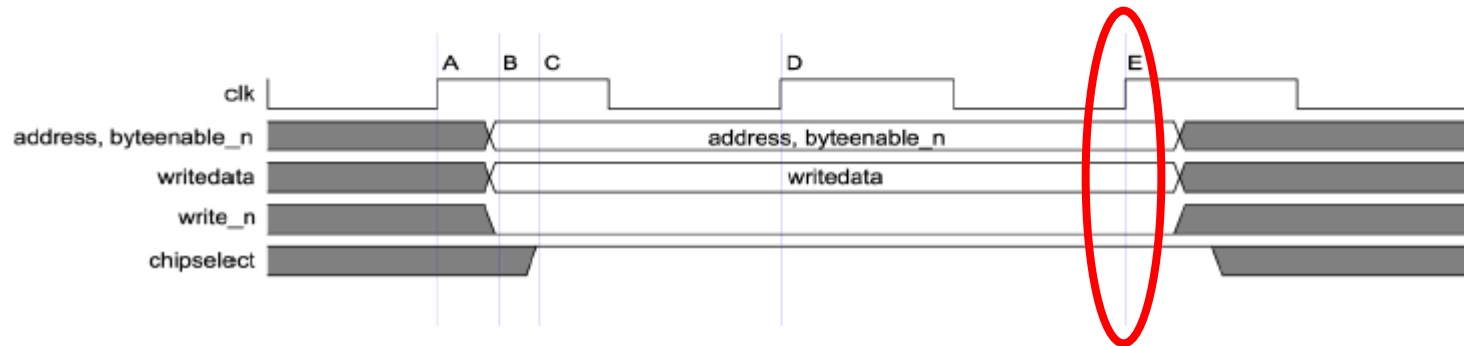 A B C D E
clk
address, byteenable_n address, byteenable_n
writedata writedata
write_n
chipselect